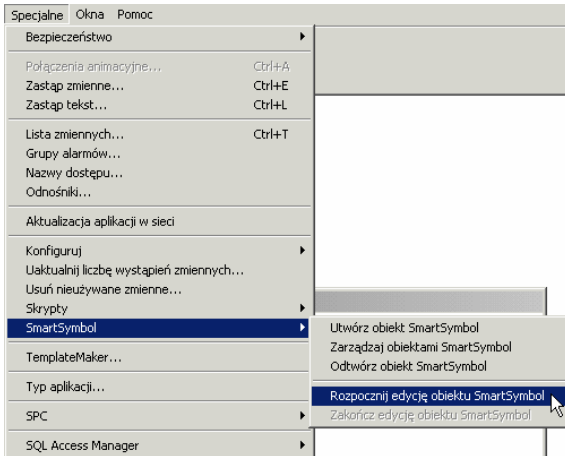 Specjalne Okna Pomoc
Bezpieczeństwo
Połączenia animacyjne... Ctrl+A
Zastąp zmienne... Ctrl+E
Zastąp tekst... Ctrl+L
Lista zmiennych... Ctrl+T
Grupy alarmów...
Nazwy dostępu...
Odnośniki...
Aktualizacja aplikacji w sieci
Konfiguruj
Uaktualnij liczbę wystąpień zmiennych...
Usuń nieużywane zmienne...
Skrypty
SmartSymbol
TemplateMaker...
Typ aplikacji...
SPC
SQL Access Manager
Utwórz obiekt SmartSymbol
Zarządzaj obiektami SmartSymbol
Odtwórz obiekt SmartSymbol
Rozpocznij edycję obiektu SmartSymbol
Zakończ edycję obiektu SmartSymbol